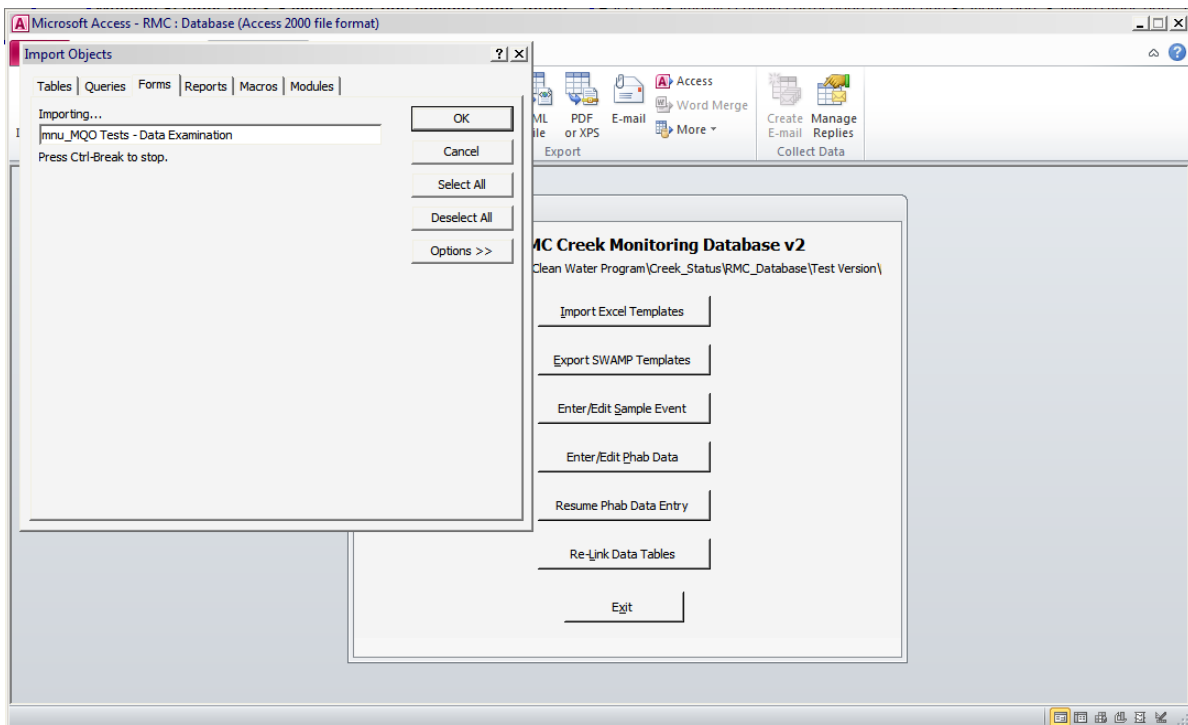 Microsoft Access - RMC : Database (Access 2000 file format)
Import Objects
Tables Queries Forms Reports Macros Modules
Importing...
mnu_MQO Tests - Data Examination
Press Ctrl-Break to stop.
OK
Cancel
Select All
Deselect All
Options >>
PDF
or XPS
E-mail
Access
Word Merge
More
Export
Create
E-mail
Manage
Replies
Collect Data
MC Creek Monitoring Database v2
Clean Water Program\Creek_Status\RMC_Database\Test Version\
Import Excel Templates
Export SWAMP Templates
Enter/Edit Sample Event
Enter/Edit Phab Data
Resume Phab Data Entry
Re-Link Data Tables
Exit